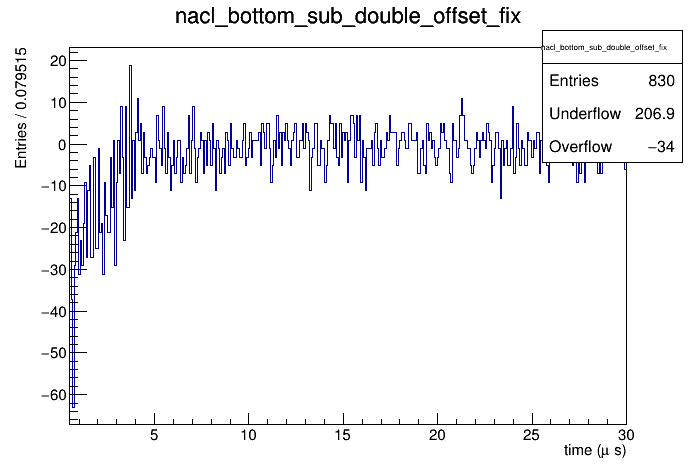 nacl_bottom_sub_double_offset_fix
nacl_bottom_sub_double_offset_fix
Entries 830
Underflow 206.9
Overflow −34
Entries / 0.079515
20
10
0
−10
−20
−30
−40
−50
−60
5 10 15 20 25 30
time (μ s)